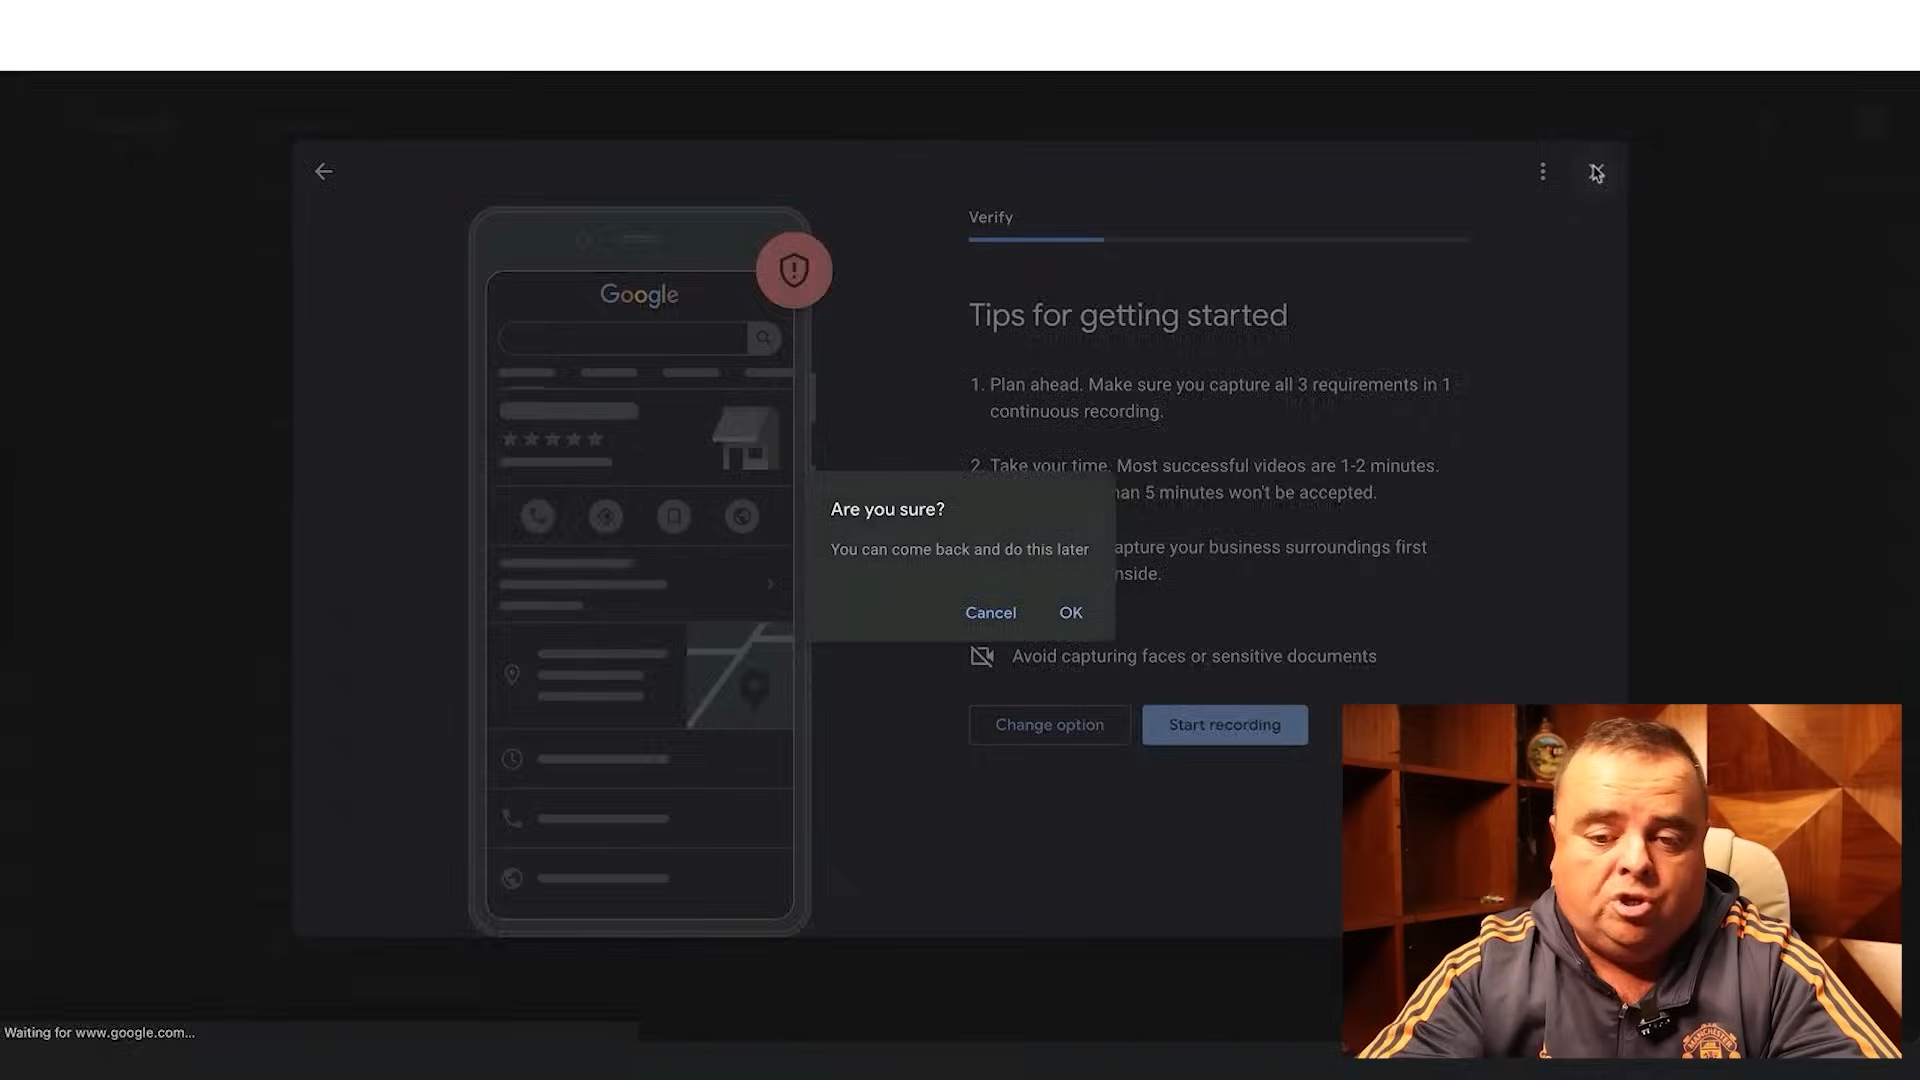 Verify
Google
Tips for getting started
1. Plan ahead. Make sure you capture all 3 requirements in 1
continuous recording.
2. Take your time. Most successful videos are 1-2 minutes.
5 minutes won't be accepted.
Are you sure?
your business surroundings first
You can come back and do this later
Cancel
OK
Avoid capturing faces or sensitive documents
Change option
Start recording
MANCHESTER
Waiting for www.google.com...